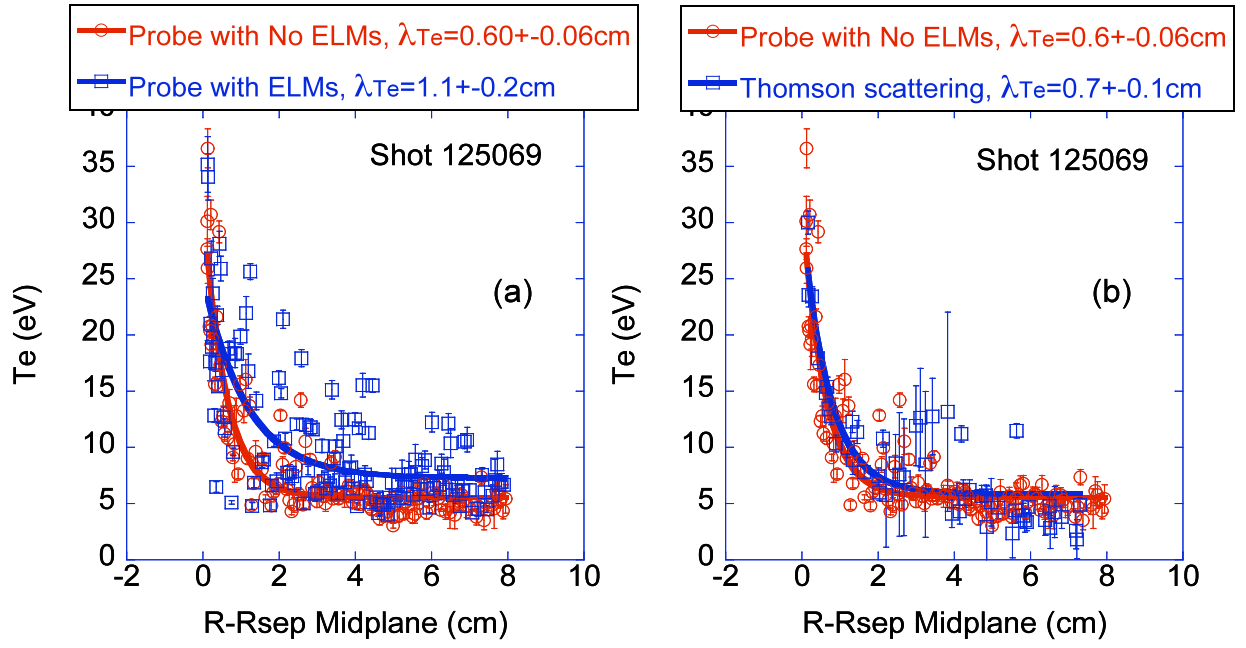 Probe with No ELMs, λTe=0.60+-0.06cm
Probe with ELMs, λTe=1.1+-0.2cm
Shot 125069
(a)
Te (eV)
35
30
25
20
15
10
5
0
-2 0 2 4 6 8 10
R-Rsep Midplane (cm)
Probe with No ELMs, λTe=0.6+-0.06cm
Thomson scattering, λTe=0.7+-0.1cm
Shot 125069
(b)
Te (eV)
35
30
25
20
15
10
5
0
-2 0 2 4 6 8 10
R-Rsep Midplane (cm)